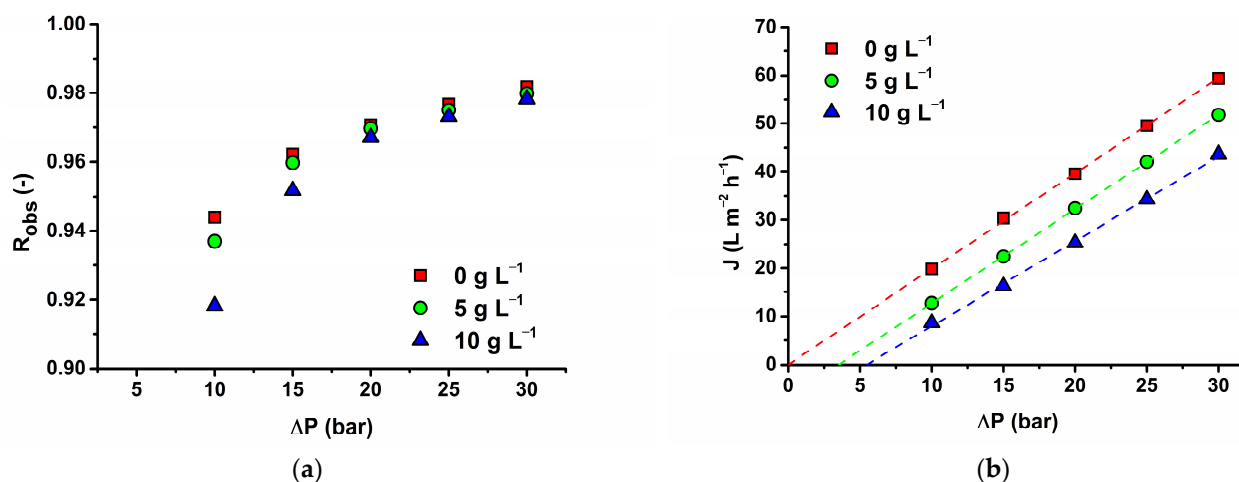 1.00
0.98
0.96
0.94
0.92
0.90
R_obs (-)
0 g L⁻¹
5 g L⁻¹
10 g L⁻¹
5 10 15 20 25 30
ΛP (bar)
(a)
70
60
50
40
30
20
10
0
J (L m⁻² h⁻¹)
0 g L⁻¹
5 g L⁻¹
10 g L⁻¹
0 5 10 15 20 25 30
ΛP (bar)
(b)